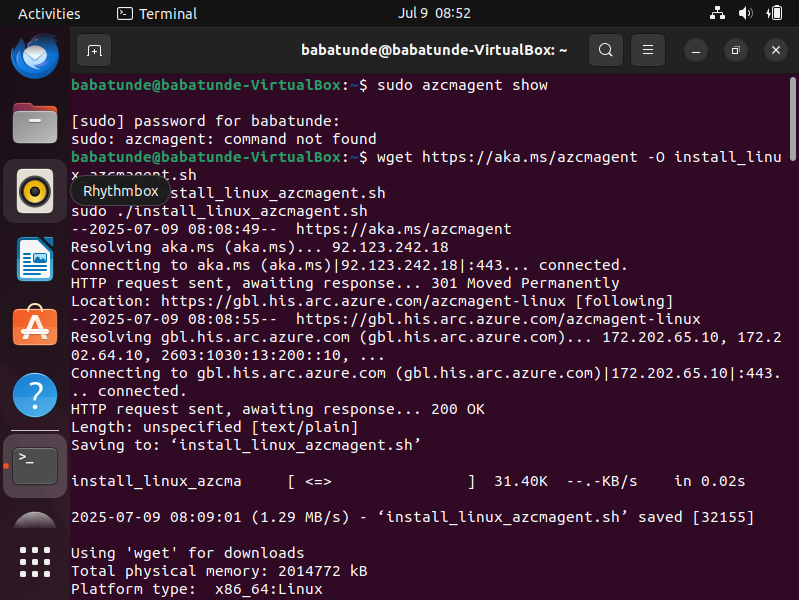 Activities Terminal Jul 9 08:52
babatunde@babatunde-VirtualBox: ~
babatunde@babatunde-VirtualBox:~$ sudo azcmagent show
[sudo] password for babatunde:
sudo: azcmagent: command not found
babatunde@babatunde-VirtualBox:~$ wget https://aka.ms/azcmagent -O install_linu
x_azcmagent.sh
Rhythmbox
stall_linux_azcmagent.sh
sudo ./install_linux_azcmagent.sh
--2025-07-09 08:08:49--  https://aka.ms/azcmagent
Resolving aka.ms (aka.ms)... 92.123.242.18
Connecting to aka.ms (aka.ms)|92.123.242.18|:443... connected.
HTTP request sent, awaiting response... 301 Moved Permanently
Location: https://gbl.his.arc.azure.com/azcmagent-linux [following]
--2025-07-09 08:08:55--  https://gbl.his.arc.azure.com/azcmagent-linux
Resolving gbl.his.arc.azure.com (gbl.his.arc.azure.com)... 172.202.65.10, 172.2
02.64.10, 2603:1030:13:200::10, ...
Connecting to gbl.his.arc.azure.com (gbl.his.arc.azure.com)|172.202.65.10|:443.
.. connected.
HTTP request sent, awaiting response... 200 OK
Length: unspecified [text/plain]
Saving to: ‘install_linux_azcmagent.sh’
install_linux_azcma     [ <=>                ]  31.40K  --.-KB/s    in 0.02s
2025-07-09 08:09:01 (1.29 MB/s) - ‘install_linux_azcmagent.sh’ saved [32155]
Using 'wget' for downloads
Total physical memory: 2014772 kB
Platform type:  x86_64:Linux